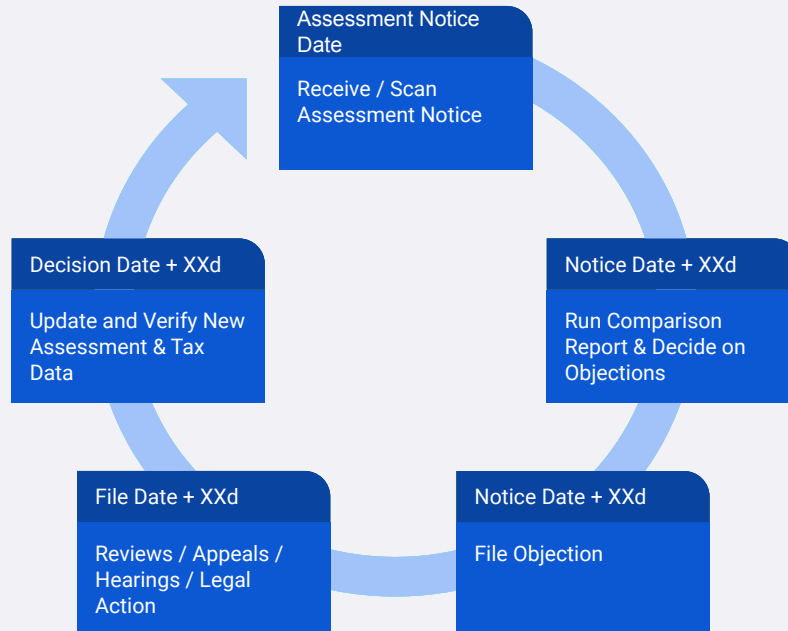 Assessment Notice
Date
Receive / Scan
Assessment Notice
Decision Date + XXd
Update and Verify New
Assessment & Tax
Data
Notice Date + XXd
Run Comparison
Report & Decide on
Objections
File Date + XXd
Reviews / Appeals /
Hearings / Legal
Action
Notice Date + XXd
File Objection